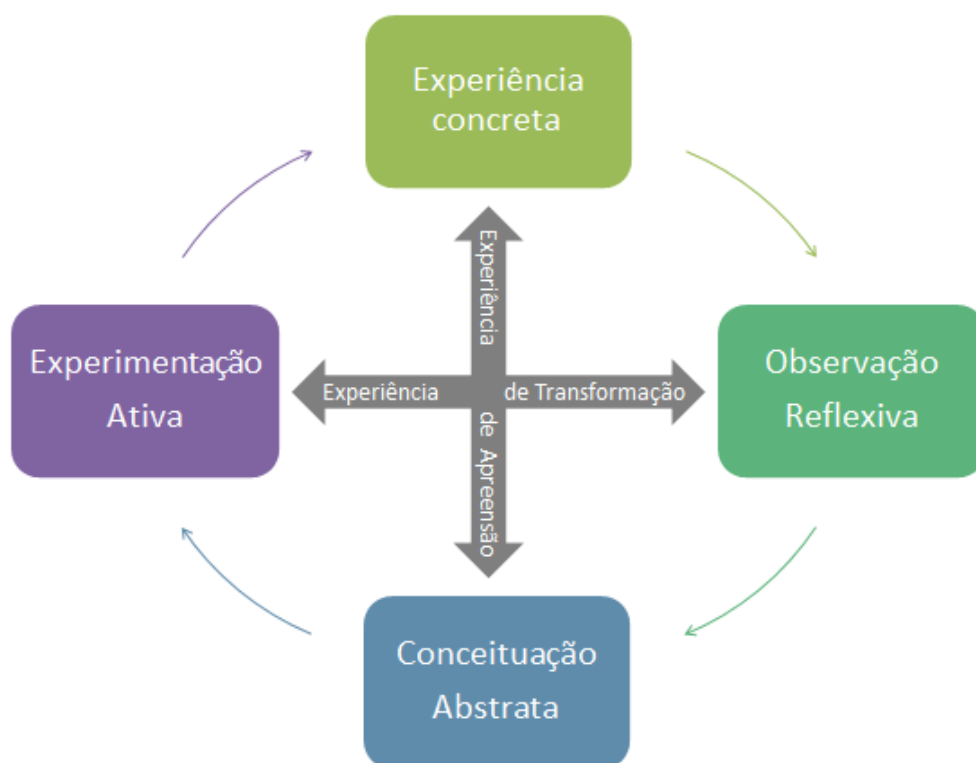 Experiência
concreta
Experiência
de Apreensão
Experimentação
Ativa
Experiência de Transformação
Observação
Reflexiva
Conceituação
Abstrata